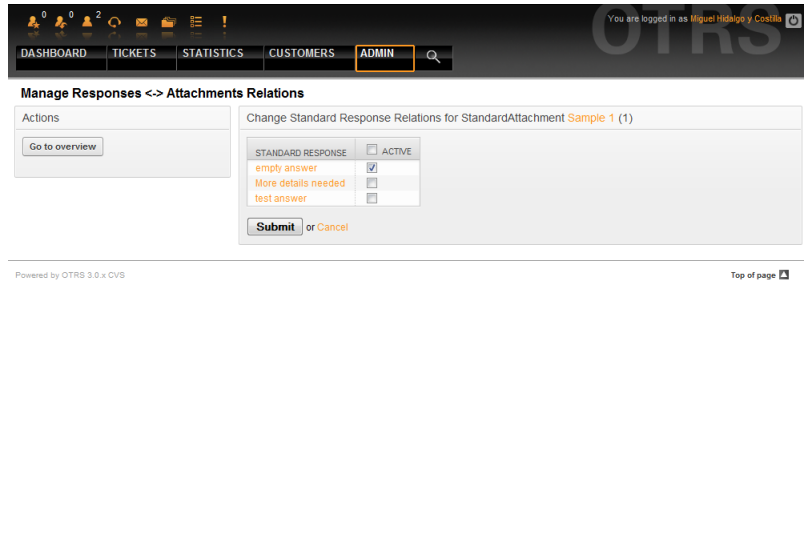 0 0 2
You are logged in as Miguel Hidalgo y Costilla
OTRS
DASHBOARD TICKETS STATISTICS CUSTOMERS ADMIN
Manage Responses <-> Attachments Relations
Actions
Go to overview
Change Standard Response Relations for StandardAttachment Sample 1 (1)
STANDARD RESPONSE ACTIVE
empty answer
More details needed
test answer
Submit or Cancel
Powered by OTRS 3.0.x CVS
Top of page